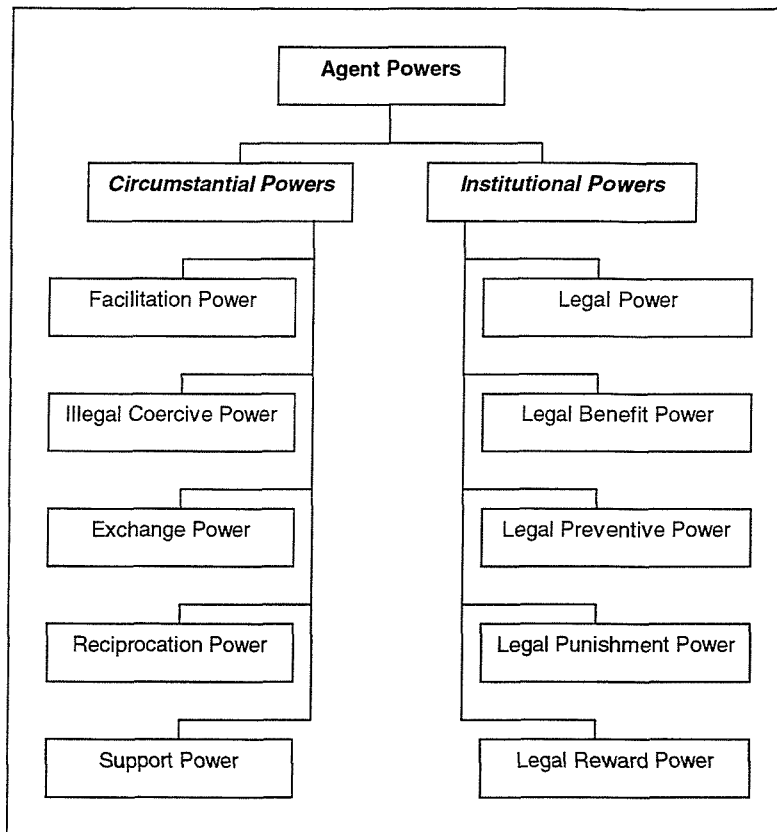 Agent Powers
Circumstantial Powers
Institutional Powers
Facilitation Power
Legal Power
Illegal Coercive Power
Legal Benefit Power
Exchange Power
Legal Preventive Power
Reciprocation Power
Legal Punishment Power
Support Power
Legal Reward Power